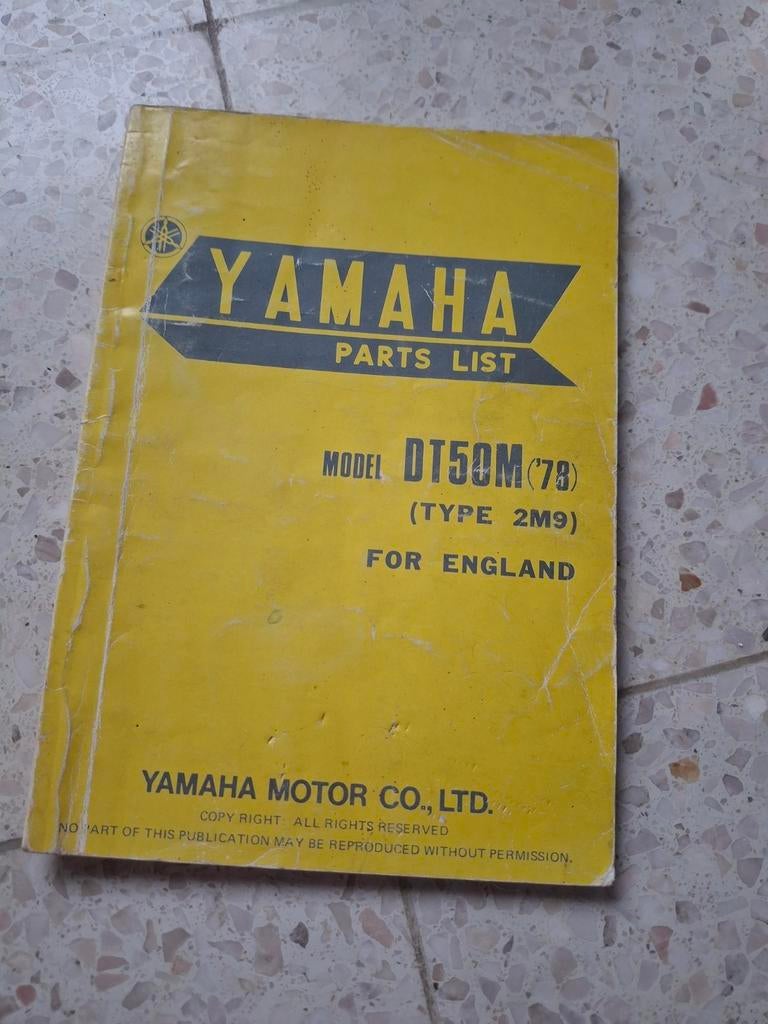 YAMAHA
PARTS LIST
MODEL DT50M ('78)
(TYPE 2M9)
FOR ENGLAND
YAMAHA MOTOR CO., LTD.
COPY RIGHT: ALL RIGHTS RESERVED
NO PART OF THIS PUBLICATION MAY BE REPRODUCED WITHOUT PERMISSION.